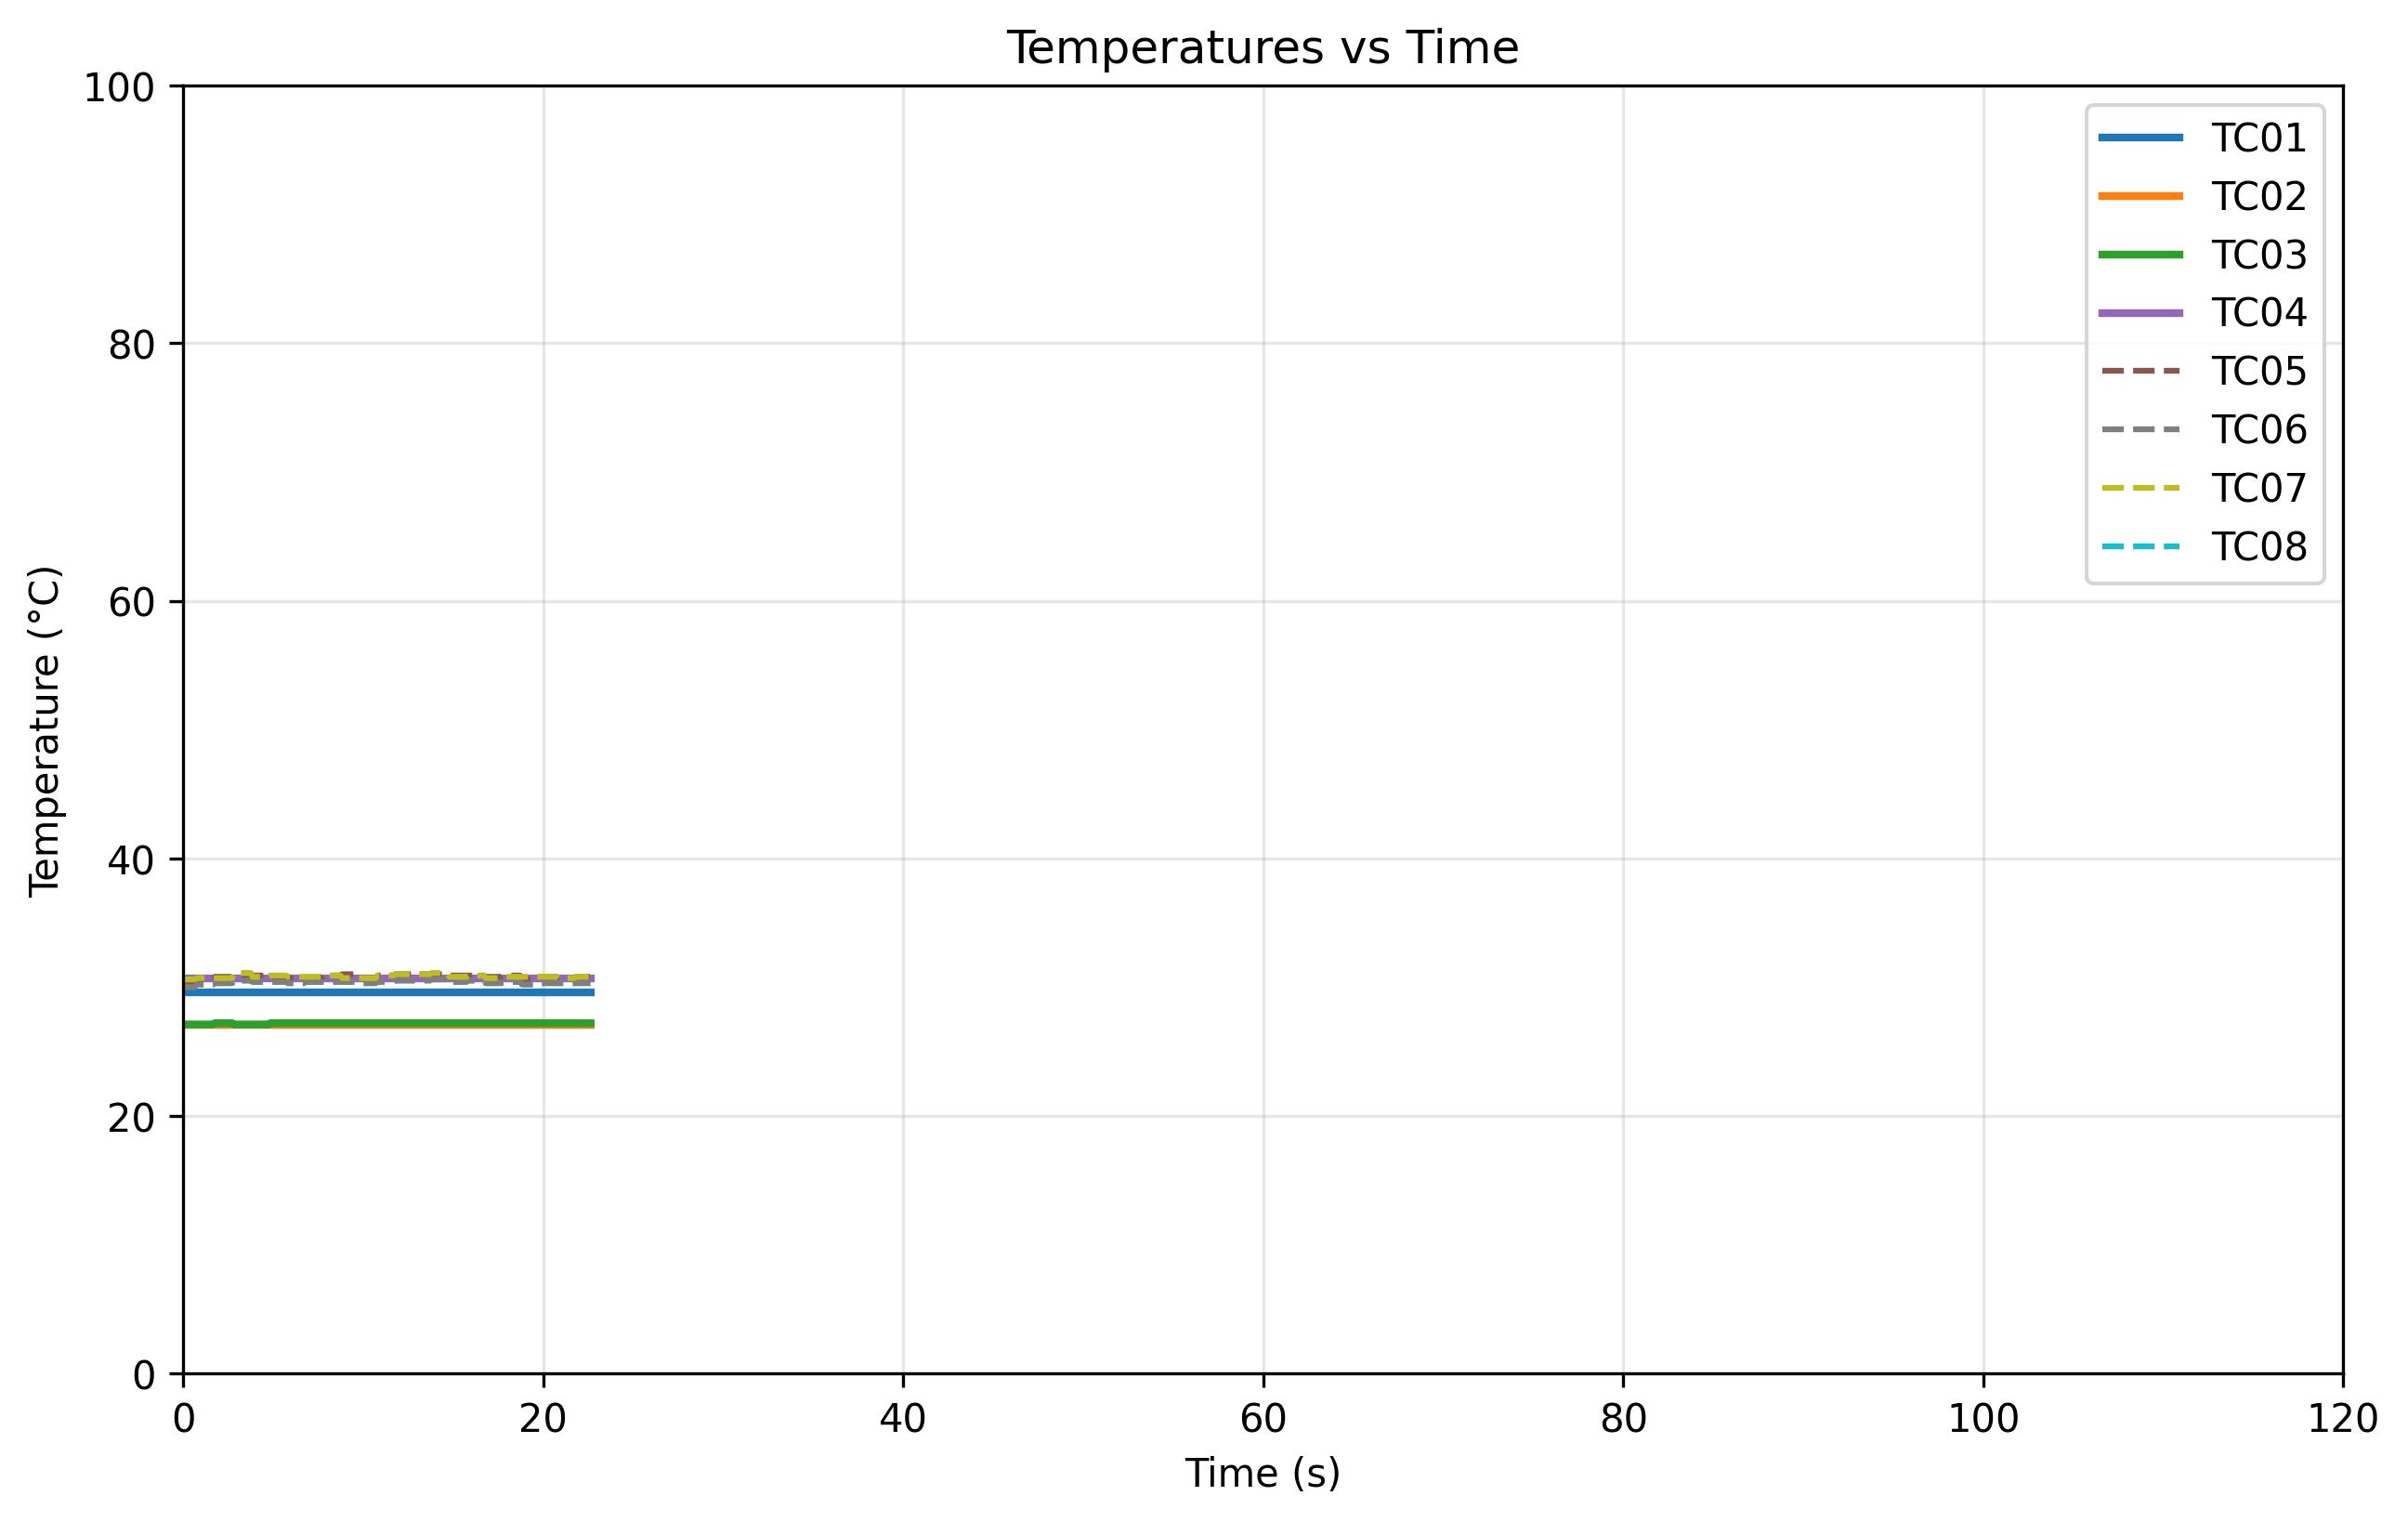 Temperatures vs Time
100
80
60
40
20
0
Temperature (°C)
0 20 40 60 80 100 120
Time (s)
TC01
TC02
TC03
TC04
TC05
TC06
TC07
TC08